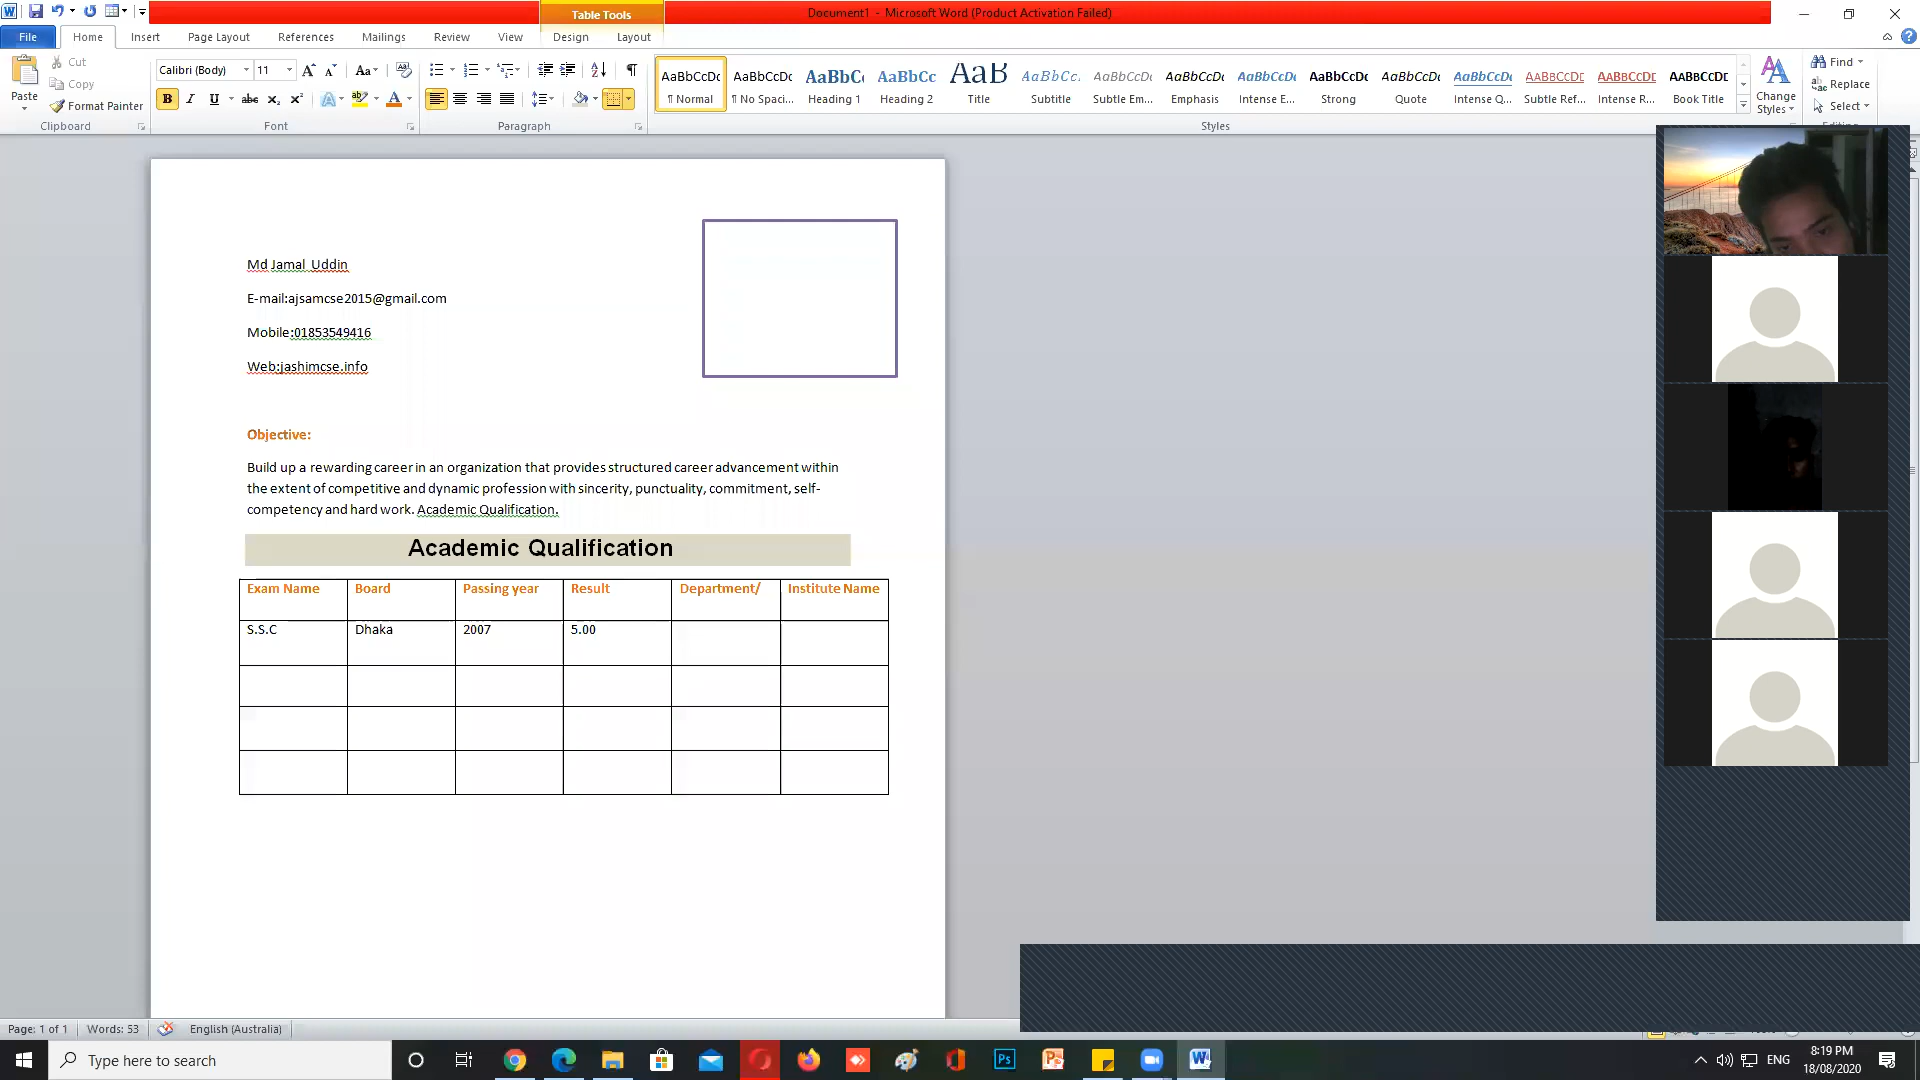 Table Tools
Document1 - Microsoft Word (Product Activation Failed)
File Home Insert Page Layout References Mailings Review View Design Layout
Paste
Cut
Copy
Format Painter
Clipboard
Calibri (Body) 11
Font
Paragraph
AaBbCcDc AaBbCcDc AaBbCc AaBbCc AaB AaBbCc. AaBbCcDc AaBbCcDc AaBbCcDc AaBbCcDc AaBbCcDc AaBbCcDc AABBCCDE AABBCCDE AABBCCDE
¶ Normal ¶ No Spaci... Heading 1 Heading 2 Title Subtitle Subtle Em... Emphasis Intense E... Strong Quote Intense Q... Subtle Ref... Intense R... Book Title
Styles
Change Styles
Find
Replace
Select
Editing
Md Jamal Uddin
E-mail:ajsamcse2015@gmail.com
Mobile:01853549416
Web:jashimcse.info
Objective:
Build up a rewarding career in an organization that provides structured career advancement within
the extent of competitive and dynamic profession with sincerity, punctuality, commitment, self-
competency and hard work. Academic Qualification.
Academic Qualification
Exam Name Board Passing year Result Department/ Institute Name
S.S.C Dhaka 2007 5.00
Page: 1 of 1 Words: 53 English (Australia)
Type here to search
ENG
8:19 PM
18/08/2020